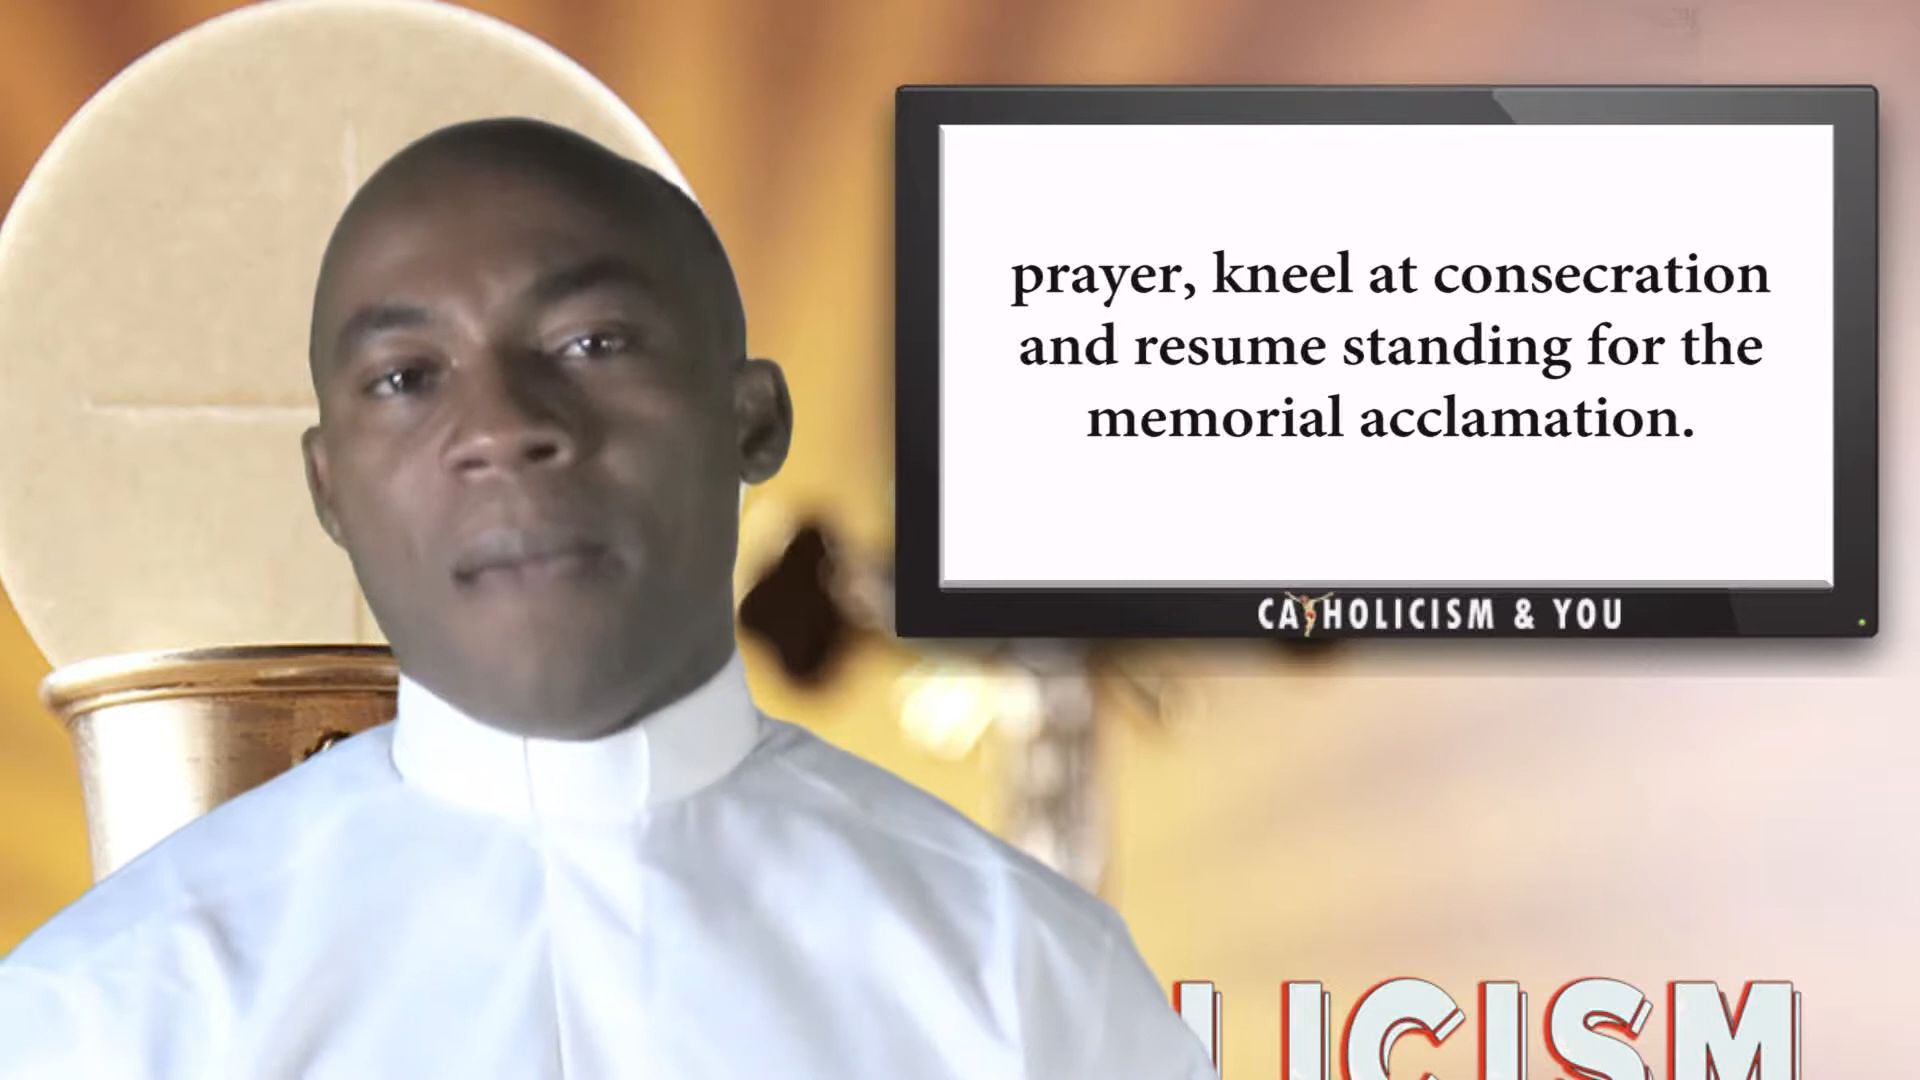 prayer, kneel at consecration
and resume standing for the
memorial acclamation.
CATHOLICISM & YOU
LICISM